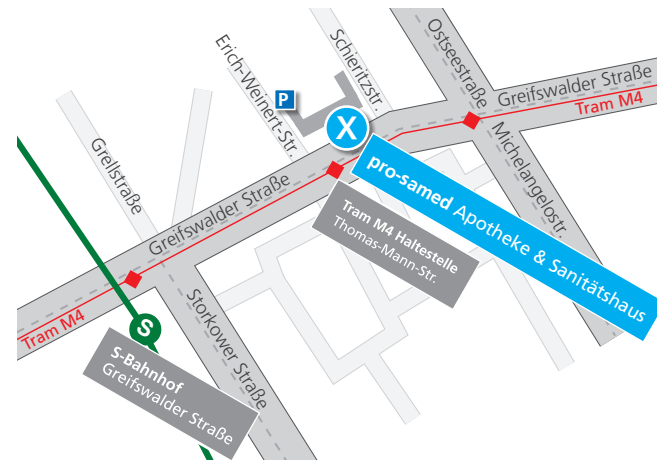 Ostseestraße
Schieritzstr.
Erich-Weinert-Str.
P
Greifswalder Straße
Tram M4
X
Michelangelostr.
Grellstraße
Greifswalder Straße
pro-samed Apotheke & Sanitätshaus
Tram M4 Haltestelle
Thomas-Mann-Str.
Tram M4
S
Storkower Straße
S-Bahnhof
Greifswalder Straße